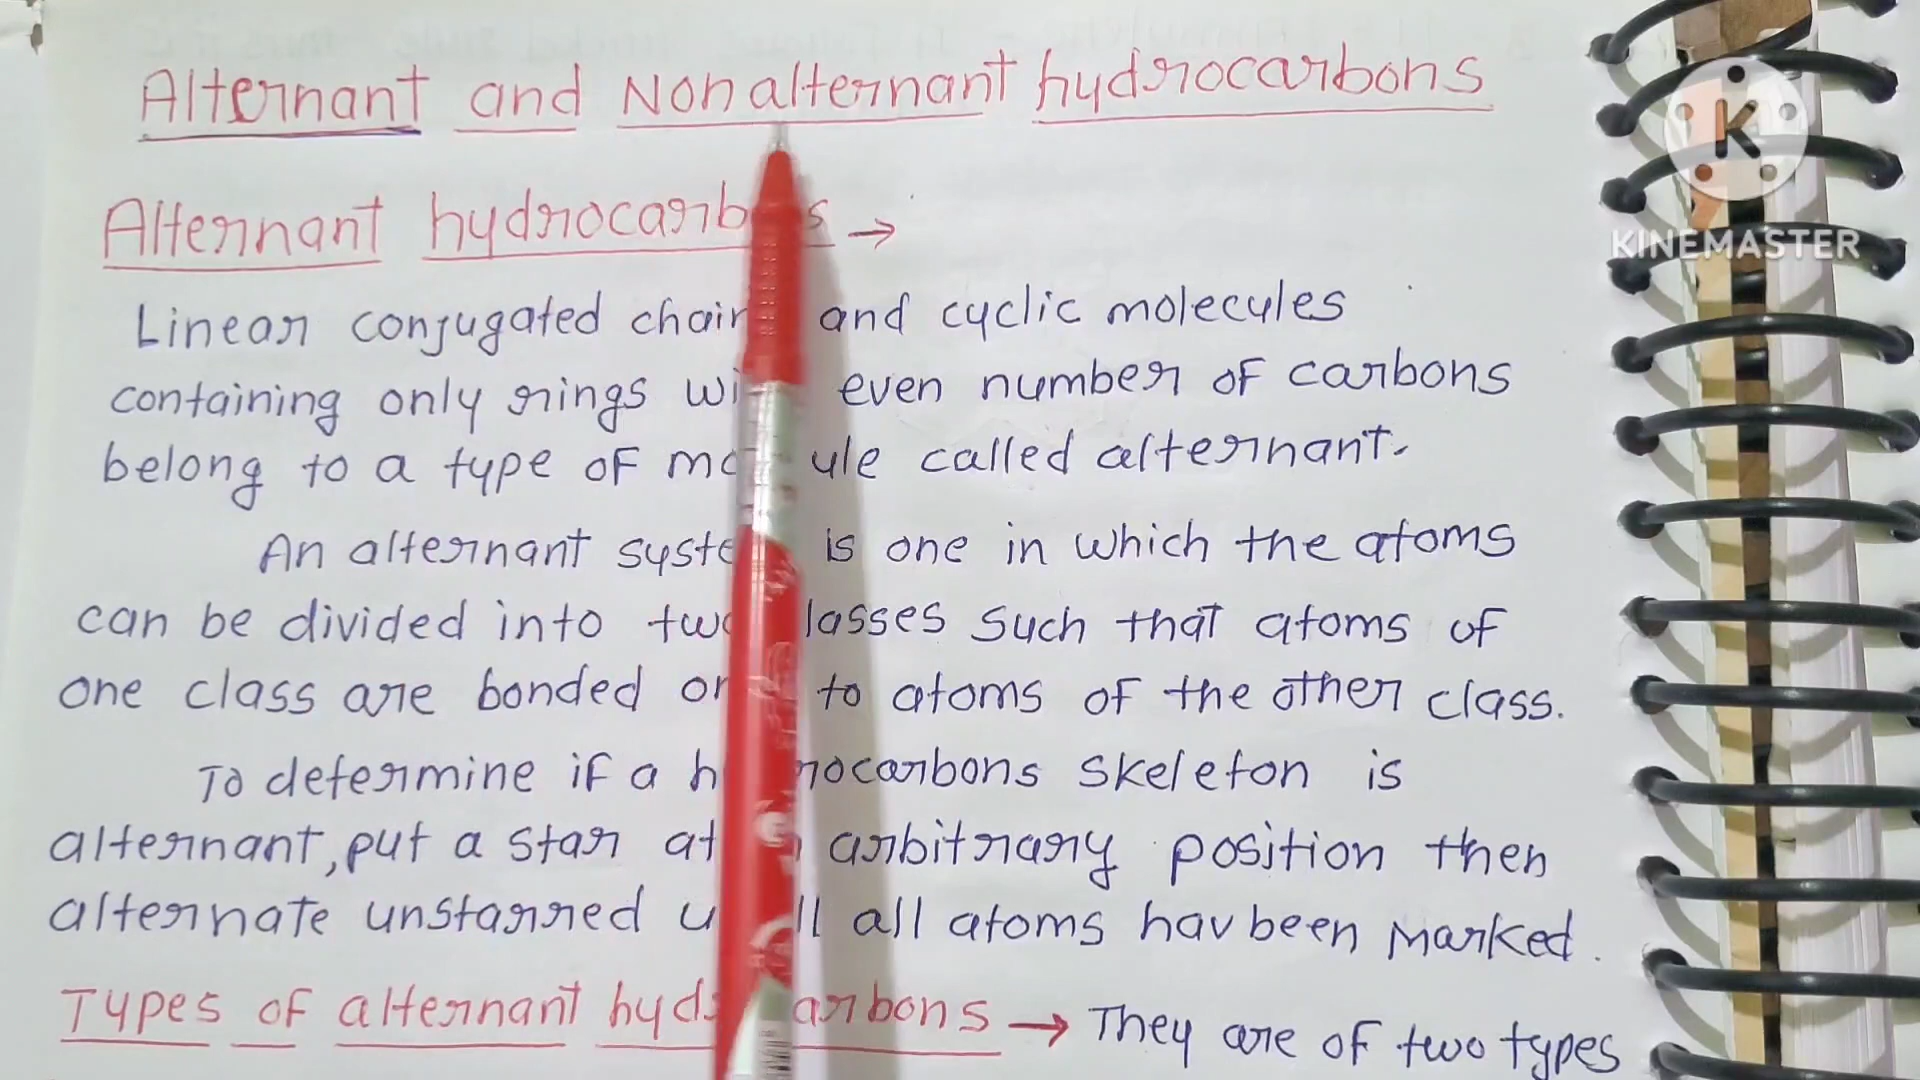 Alternant and Nonalternant hydrocarbons
Alternant hydrocarb s →
Linear conjugated chain and cyclic molecules
containing only rings wi even number of carbons
belong to a type of mo ule called alternant.
An alternant syste is one in which the atoms
can be divided into two lasses such that atoms of
one class are bonded on to atoms of the other class.
To determine if a h rocarbons skeleton is
alternant, put a star at arbitrary position then
alternate unstarred u ll all atoms hav been Marked.
Types of alternant hyd arbons → They are of two types
K
KINEMASTER